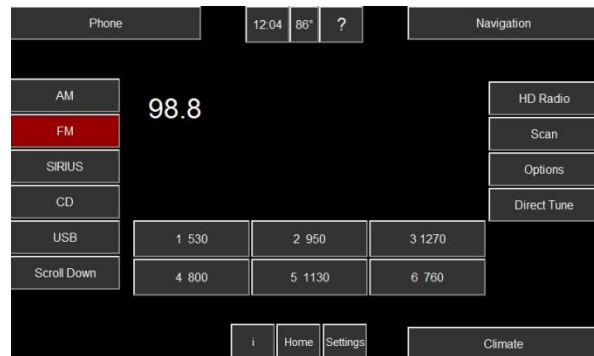 Phone
12:04 86° ?
Navigation
AM
FM
SIRIUS
CD
USB
Scroll Down
98.8
HD Radio
Scan
Options
Direct Tune
1 530
2 950
3 1270
4 800
5 1130
6 760
i
Home
Settings
Climate